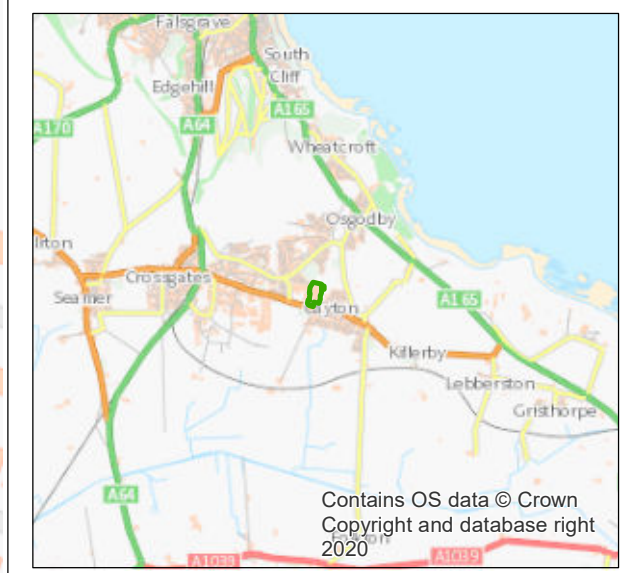 Falsgrave
South
Cliff
Edgehill
A165
A170
A64
Wheatcroft
Osgodby
Irton
Crossgates
Seamer
Cayton
A165
Killerby
Lebberston
Gristhorpe
A64
Contains OS data © Crown
Copyright and database right
2020
A1039
A1039